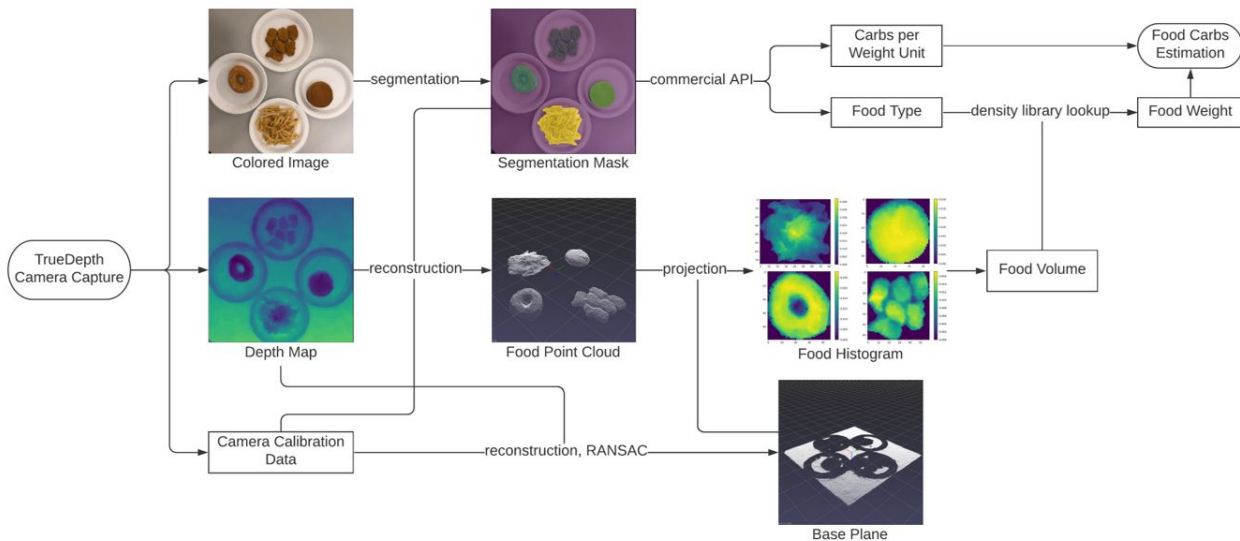 Carbs per
Weight Unit
Food Carbs
Estimation
segmentation
commercial API
Food Type
density library lookup
Food Weight
Colored Image
Segmentation Mask
TrueDepth
Camera Capture
reconstruction
projection
Food Volume
Depth Map
Food Point Cloud
Food Histogram
Camera Calibration
Data
reconstruction, RANSAC
Base Plane